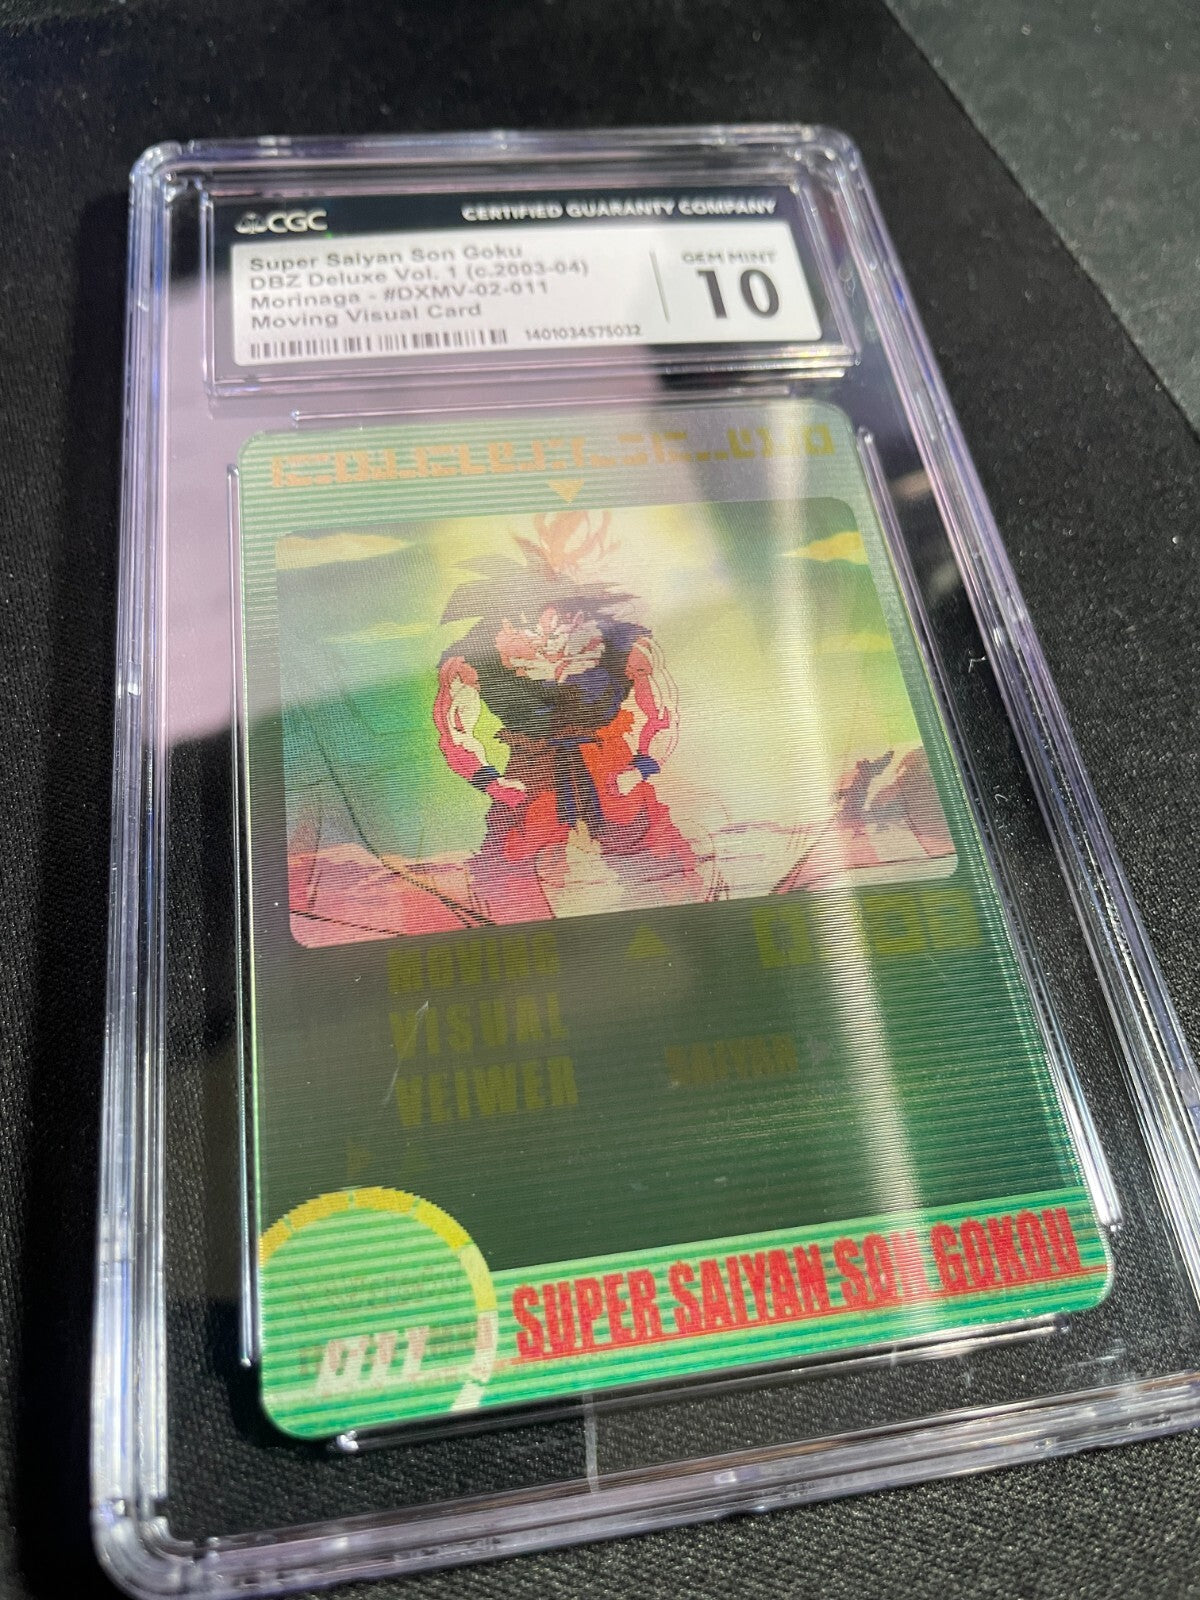 CGC
CERTIFIED GUARANTY COMPANY
Super Saiyan Son Goku
DBZ Deluxe Vol. 1 (c.2003-04)
Morinaga - #DXMV-02-011
Moving Visual Card
1401034575032
GEM MINT
10
MOVING
VISUAL
VEIWER
SAIYAN
SUPER SAIYAN SON GOKOU